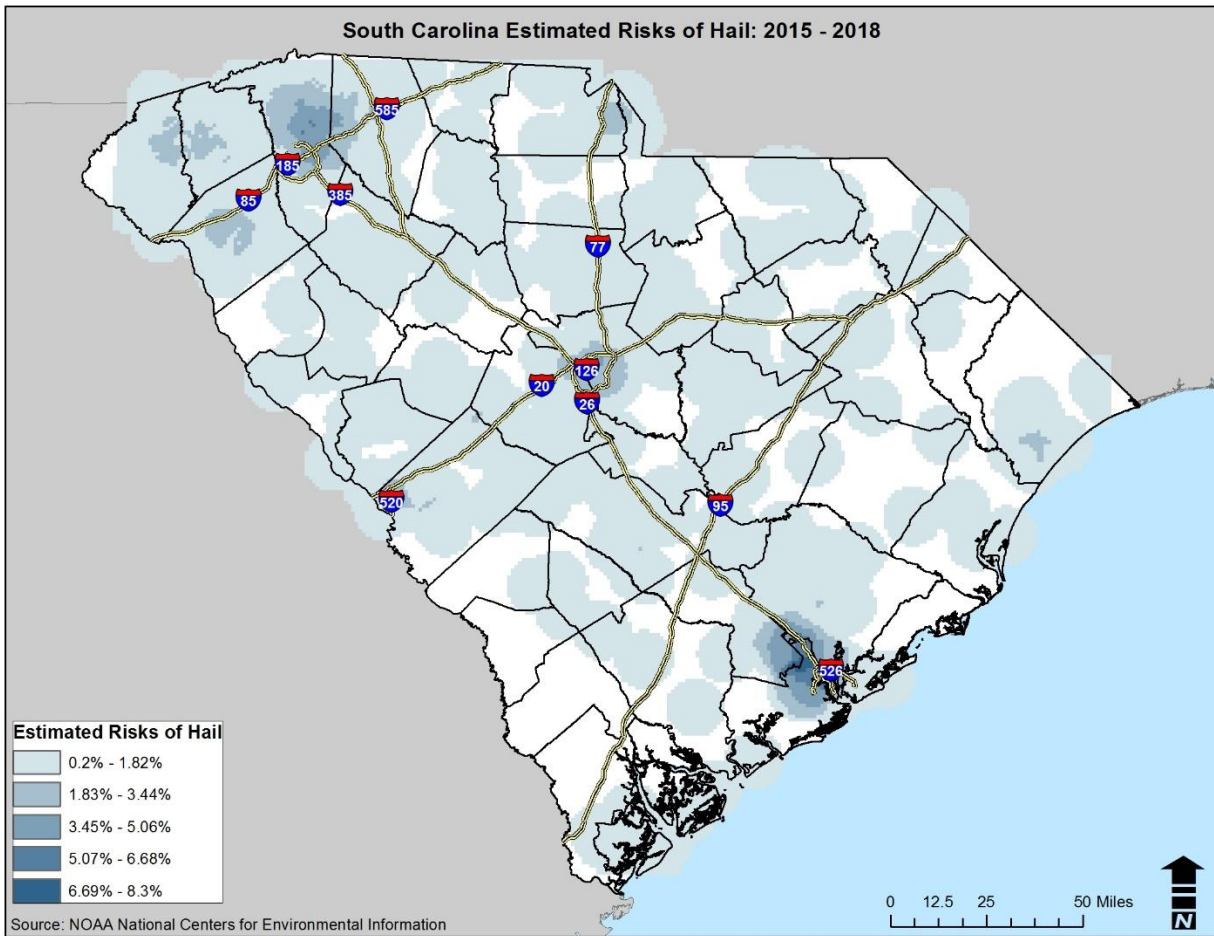 South Carolina Estimated Risks of Hail: 2015 - 2018
585
185
85
385
77
126
20
26
520
95
526
Estimated Risks of Hail
0.2% - 1.82%
1.83% - 3.44%
3.45% - 5.06%
5.07% - 6.68%
6.69% - 8.3%
0 12.5 25 50 Miles
N
Source: NOAA National Centers for Environmental Information